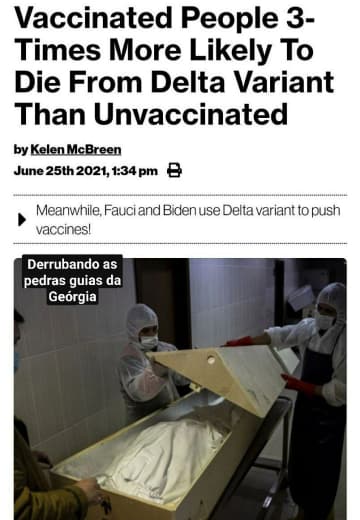 Vaccinated People 3-
Times More Likely To
Die From Delta Variant
Than Unvaccinated
by Kelen McBreen
June 25th 2021, 1:34 pm
Meanwhile, Fauci and Biden use Delta variant to push
vaccines!
Derrubando as
pedras guias da
Geórgia